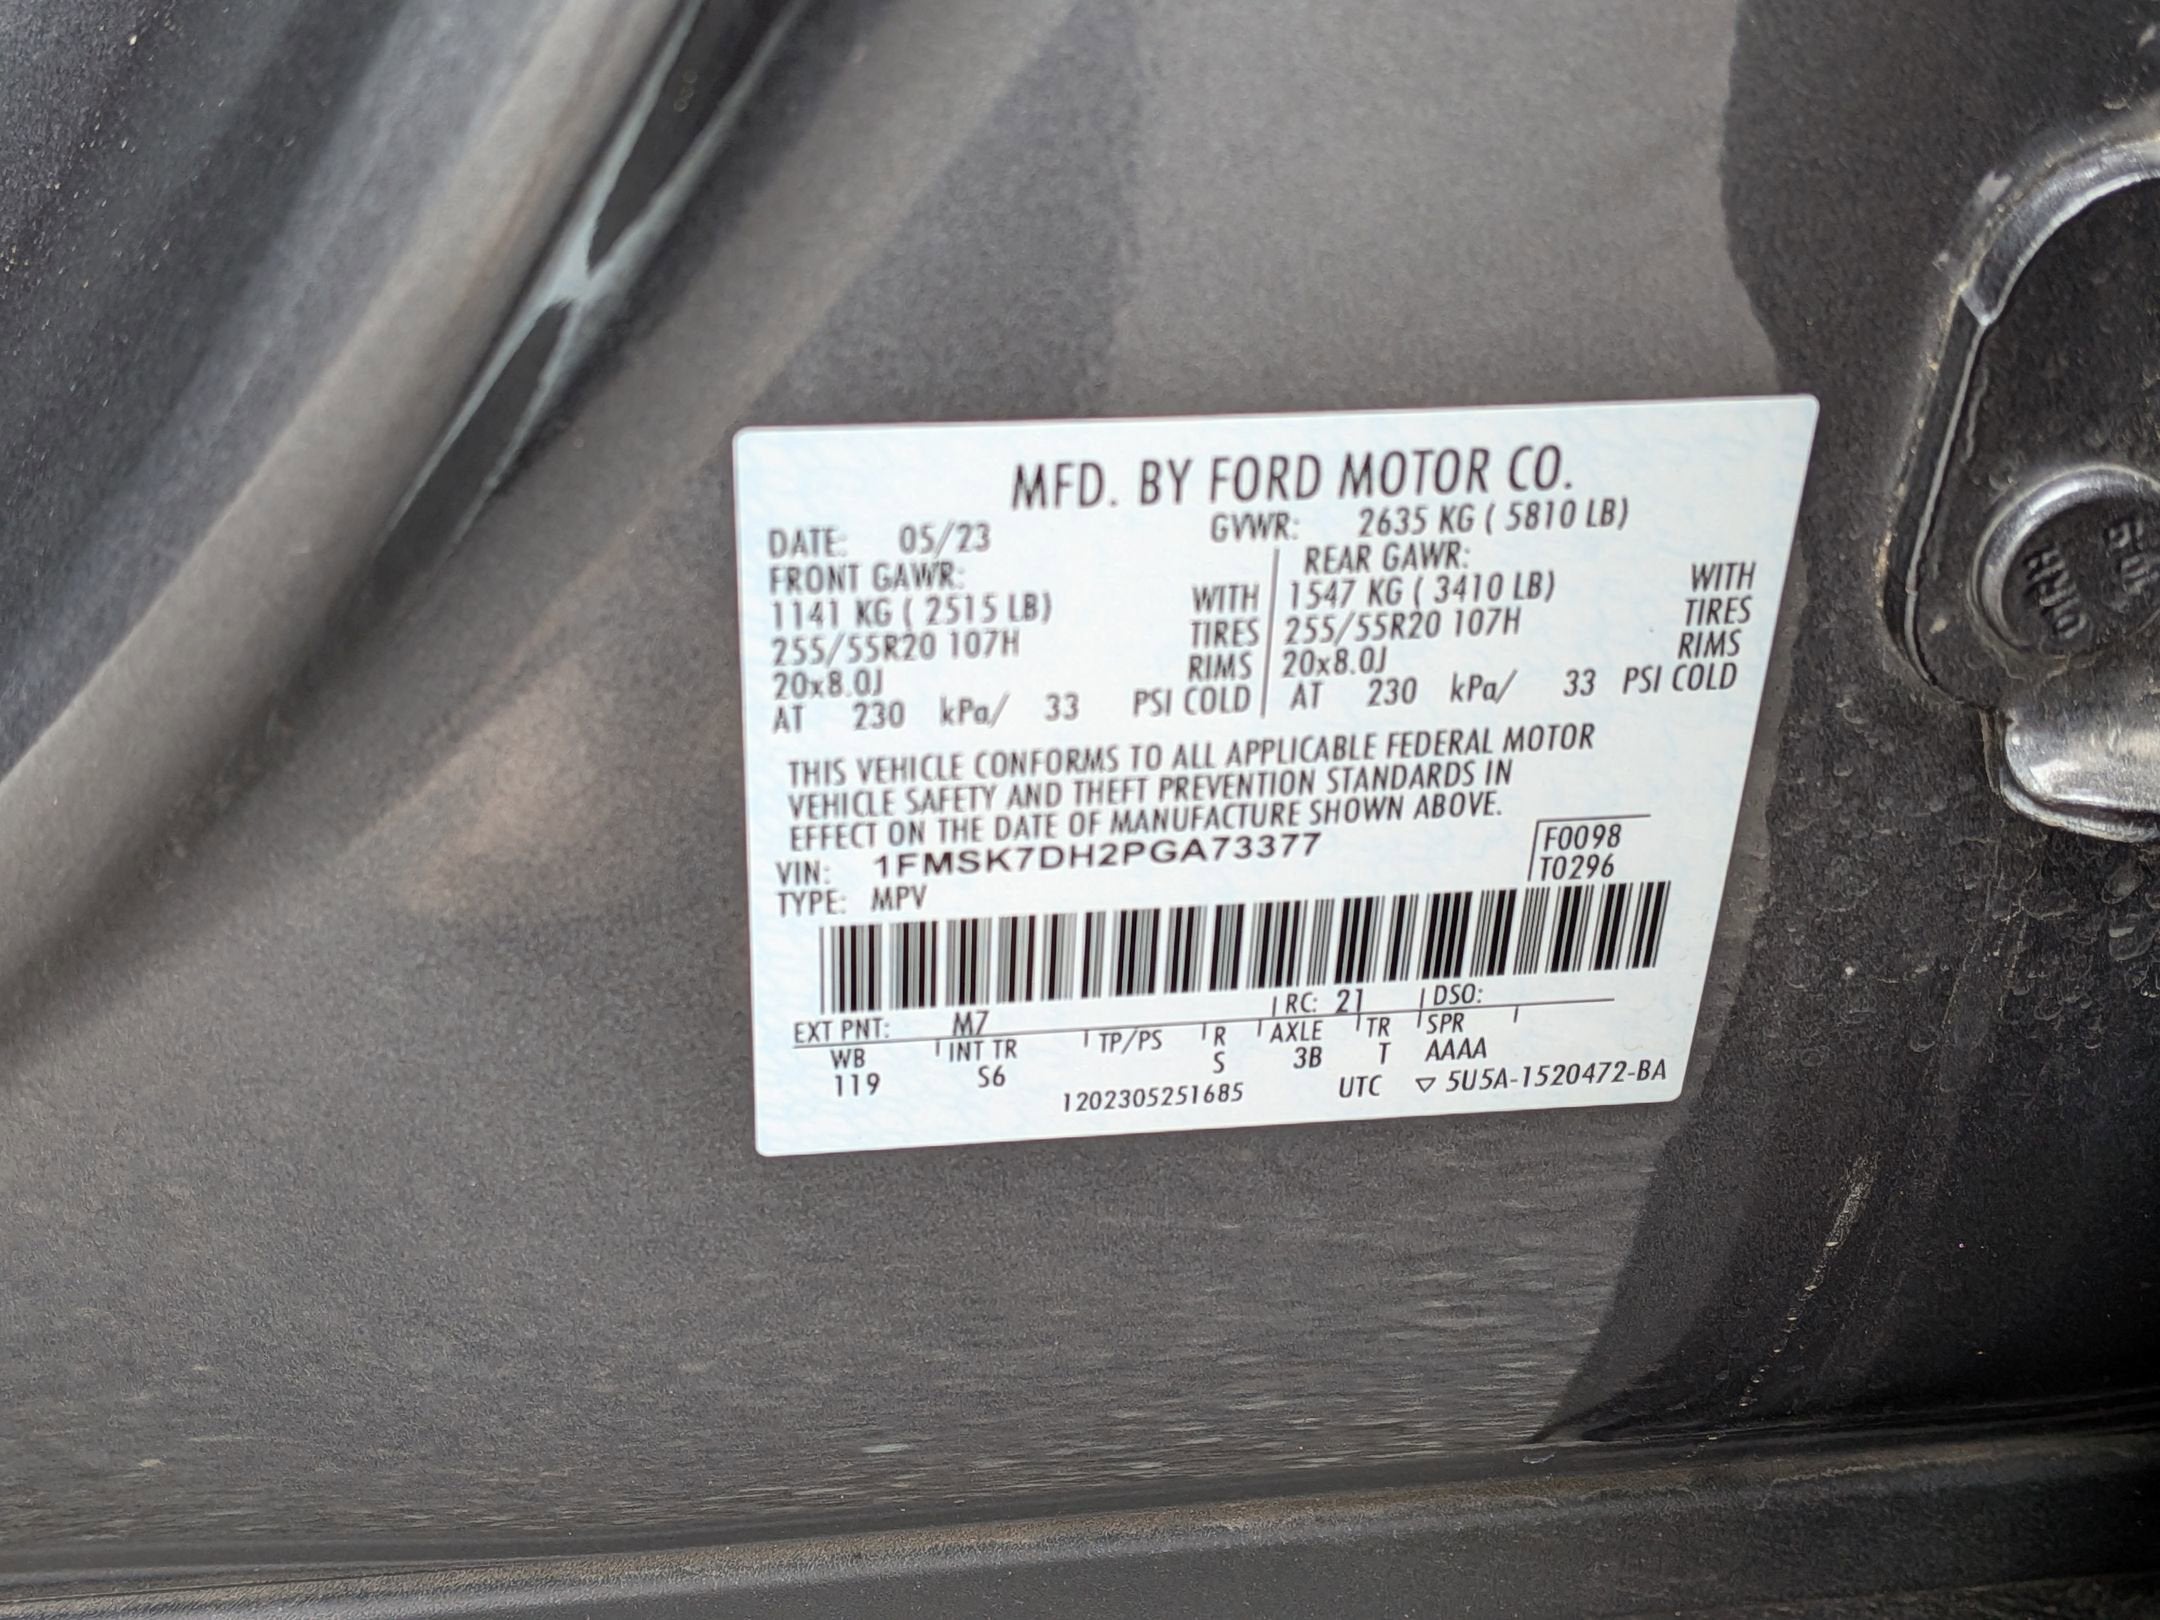 MFD. BY FORD MOTOR CO.
DATE: 05/23 GVWR: 2635 KG ( 5810 LB)
FRONT GAWR: REAR GAWR:
1141 KG ( 2515 LB) WITH 1547 KG ( 3410 LB) WITH
255/55R20 107H TIRES 255/55R20 107H TIRES
20x8.0J RIMS 20x8.0J RIMS
AT 230 kPa/ 33 PSI COLD AT 230 kPa/ 33 PSI COLD
THIS VEHICLE CONFORMS TO ALL APPLICABLE FEDERAL MOTOR
VEHICLE SAFETY AND THEFT PREVENTION STANDARDS IN
EFFECT ON THE DATE OF MANUFACTURE SHOWN ABOVE.
VIN: 1FMSK7DH2PGA73377 F0098
TYPE: MPV T0296
EXT PNT: M7 RC: 21 DSO:
WB INT TR TP/PS R AXLE TR SPR
119 S6 S 3B T AAAA
1202305251685 UTC ▽ 5U5A-1520472-BA